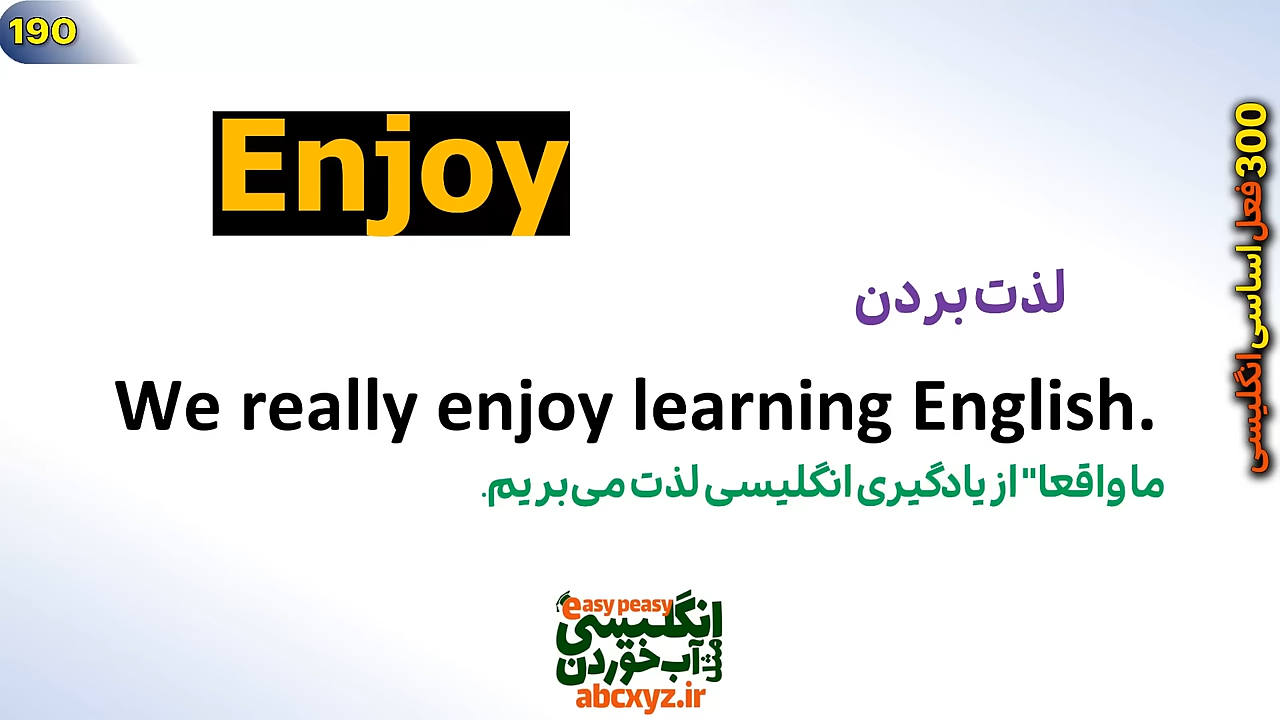 190
Enjoy
لذت بردن
We really enjoy learning English.
ما واقعا" از یادگیری انگلیسی لذت می‌بریم.
300 فعل اساسی انگلیسی
easy peasy
انگلیسی
مثل آب خوردن
abcxyz.ir